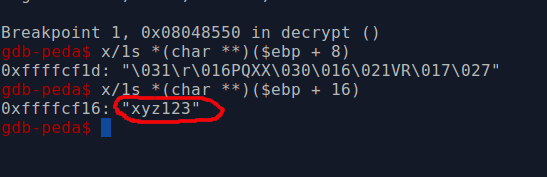 Breakpoint 1, 0x08048550 in decrypt ()
gdb-peda$ x/1s *(char **)($ebp + 8)
0xffffcf1d: "\031\r\016PQXX\030\016\021VR\017\027"
gdb-peda$ x/1s *(char **)($ebp + 16)
0xffffcf16: "xyz123"
gdb-peda$